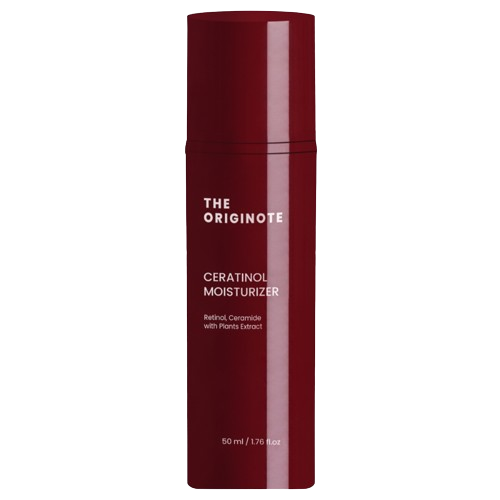 THE
ORIGINOTE
CERATINOL
MOISTURIZER
Retinol, Ceramide
with Plants Extract
50 ml / 1.76 fl.oz